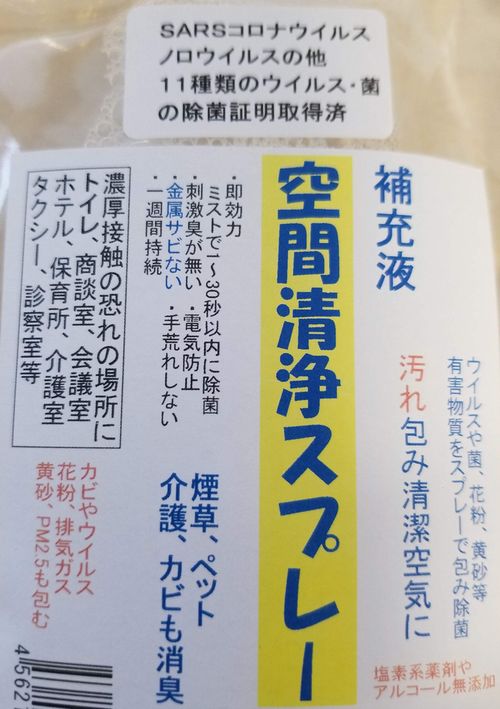 SARSコロナウイルス
ノロウイルスの他
11種類のウイルス・菌
の除菌証明取得済
補充液
ウイルスや菌、花粉、黄砂等
有害物質をスプレーで包み除菌
汚れ包み清潔空気に
塩素系薬剤や
アルコール無添加
空間清浄スプレー
・即効力
ミストで1～30秒以内に除菌
・刺激臭が無い・電気防止
・金属サビない・手荒れしない
・一週間持続
煙草、ペット
介護、カビも消臭
濃厚接触の恐れの場所に
トイレ、商談室、会議室
ホテル、保育所、介護室
タクシー、診察室等
カビやウイルス
花粉、排気ガス
黄砂、PM2.5も包む
4562